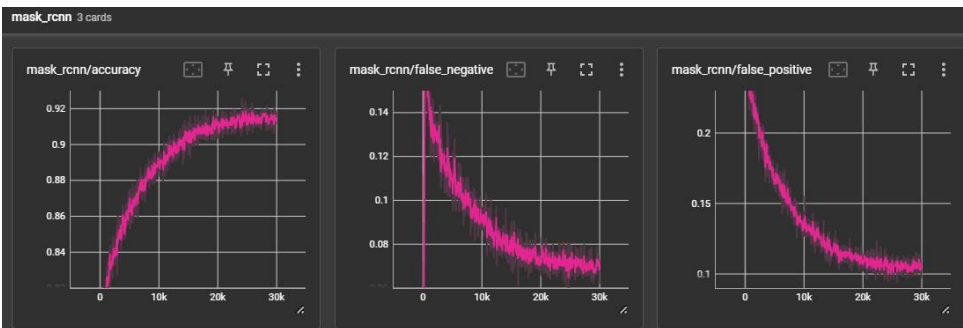 mask_rcnn 3 cards
mask_rcnn/accuracy
0.92
0.9
0.88
0.86
0.84
0 10k 20k 30k
mask_rcnn/false_negative
0.14
0.12
0.1
0.08
0 10k 20k 30k
mask_rcnn/false_positive
0.2
0.15
0.1
0 10k 20k 30k